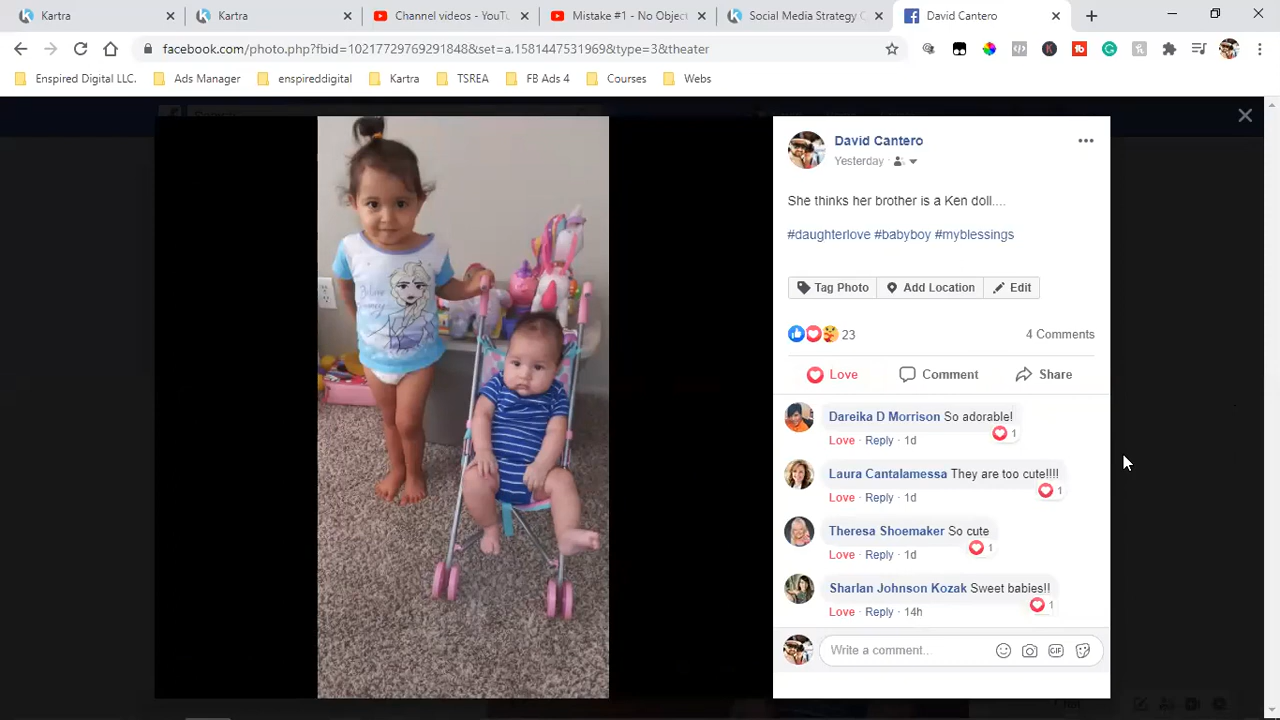 Kartra
Kartra
Channel videos - YouT
Mistake #1 - No Object
Social Media Strategy C
David Cantero
facebook.com/photo.php?fbid=10217729769291848&set=a.1581447531969&type=3&theater
Enspired Digital LLC.
Ads Manager
enspireddigital
Kartra
TSREA
FB Ads 4
Courses
Webs
David Cantero
Yesterday ·
She thinks her brother is a Ken doll....
#daughterlove #babyboy #myblessings
Tag Photo
Add Location
Edit
23
4 Comments
Love
Comment
Share
Dareika D Morrison So adorable!
1
Love · Reply · 1d
Laura Cantalamessa They are too cute!!!!
1
Love · Reply · 1d
Theresa Shoemaker So cute
1
Love · Reply · 1d
Sharlan Johnson Kozak Sweet babies!!
1
Love · Reply · 14h
Write a comment..
GIF